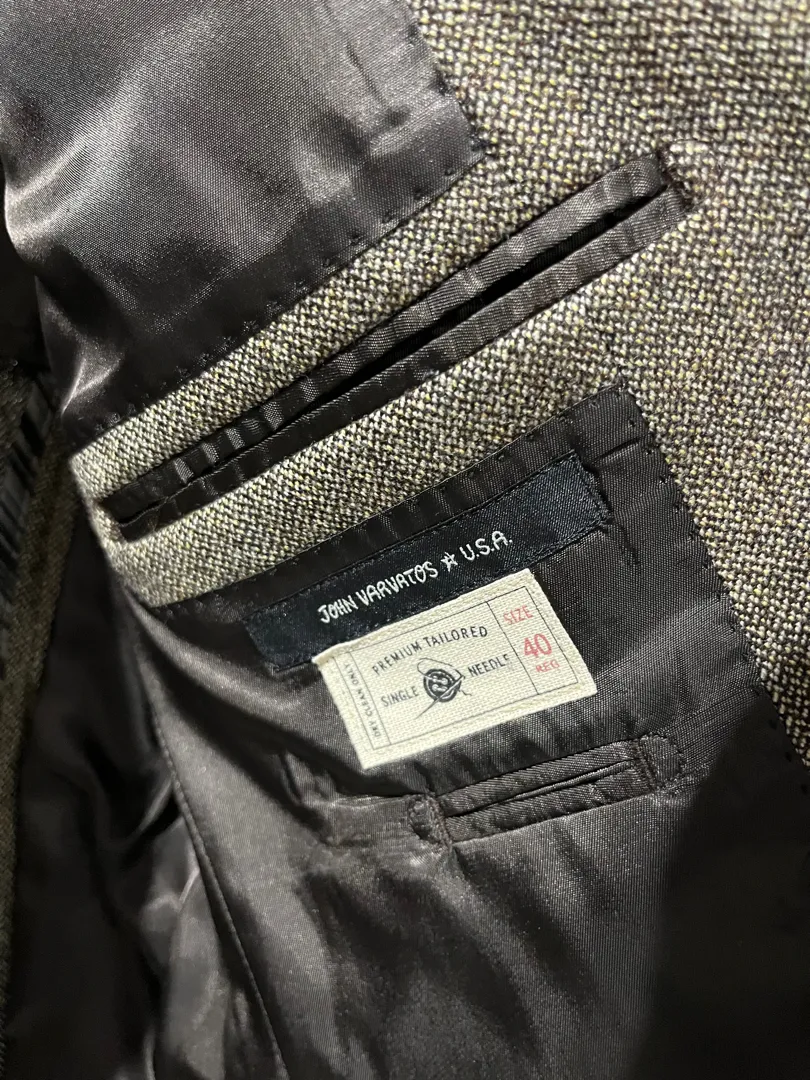 JOHN VARVATOS ★ U.S.A.
PREMIUM TAILORED
SINGLE NEEDLE
DRY CLEAN ONLY
SIZE
40
REG